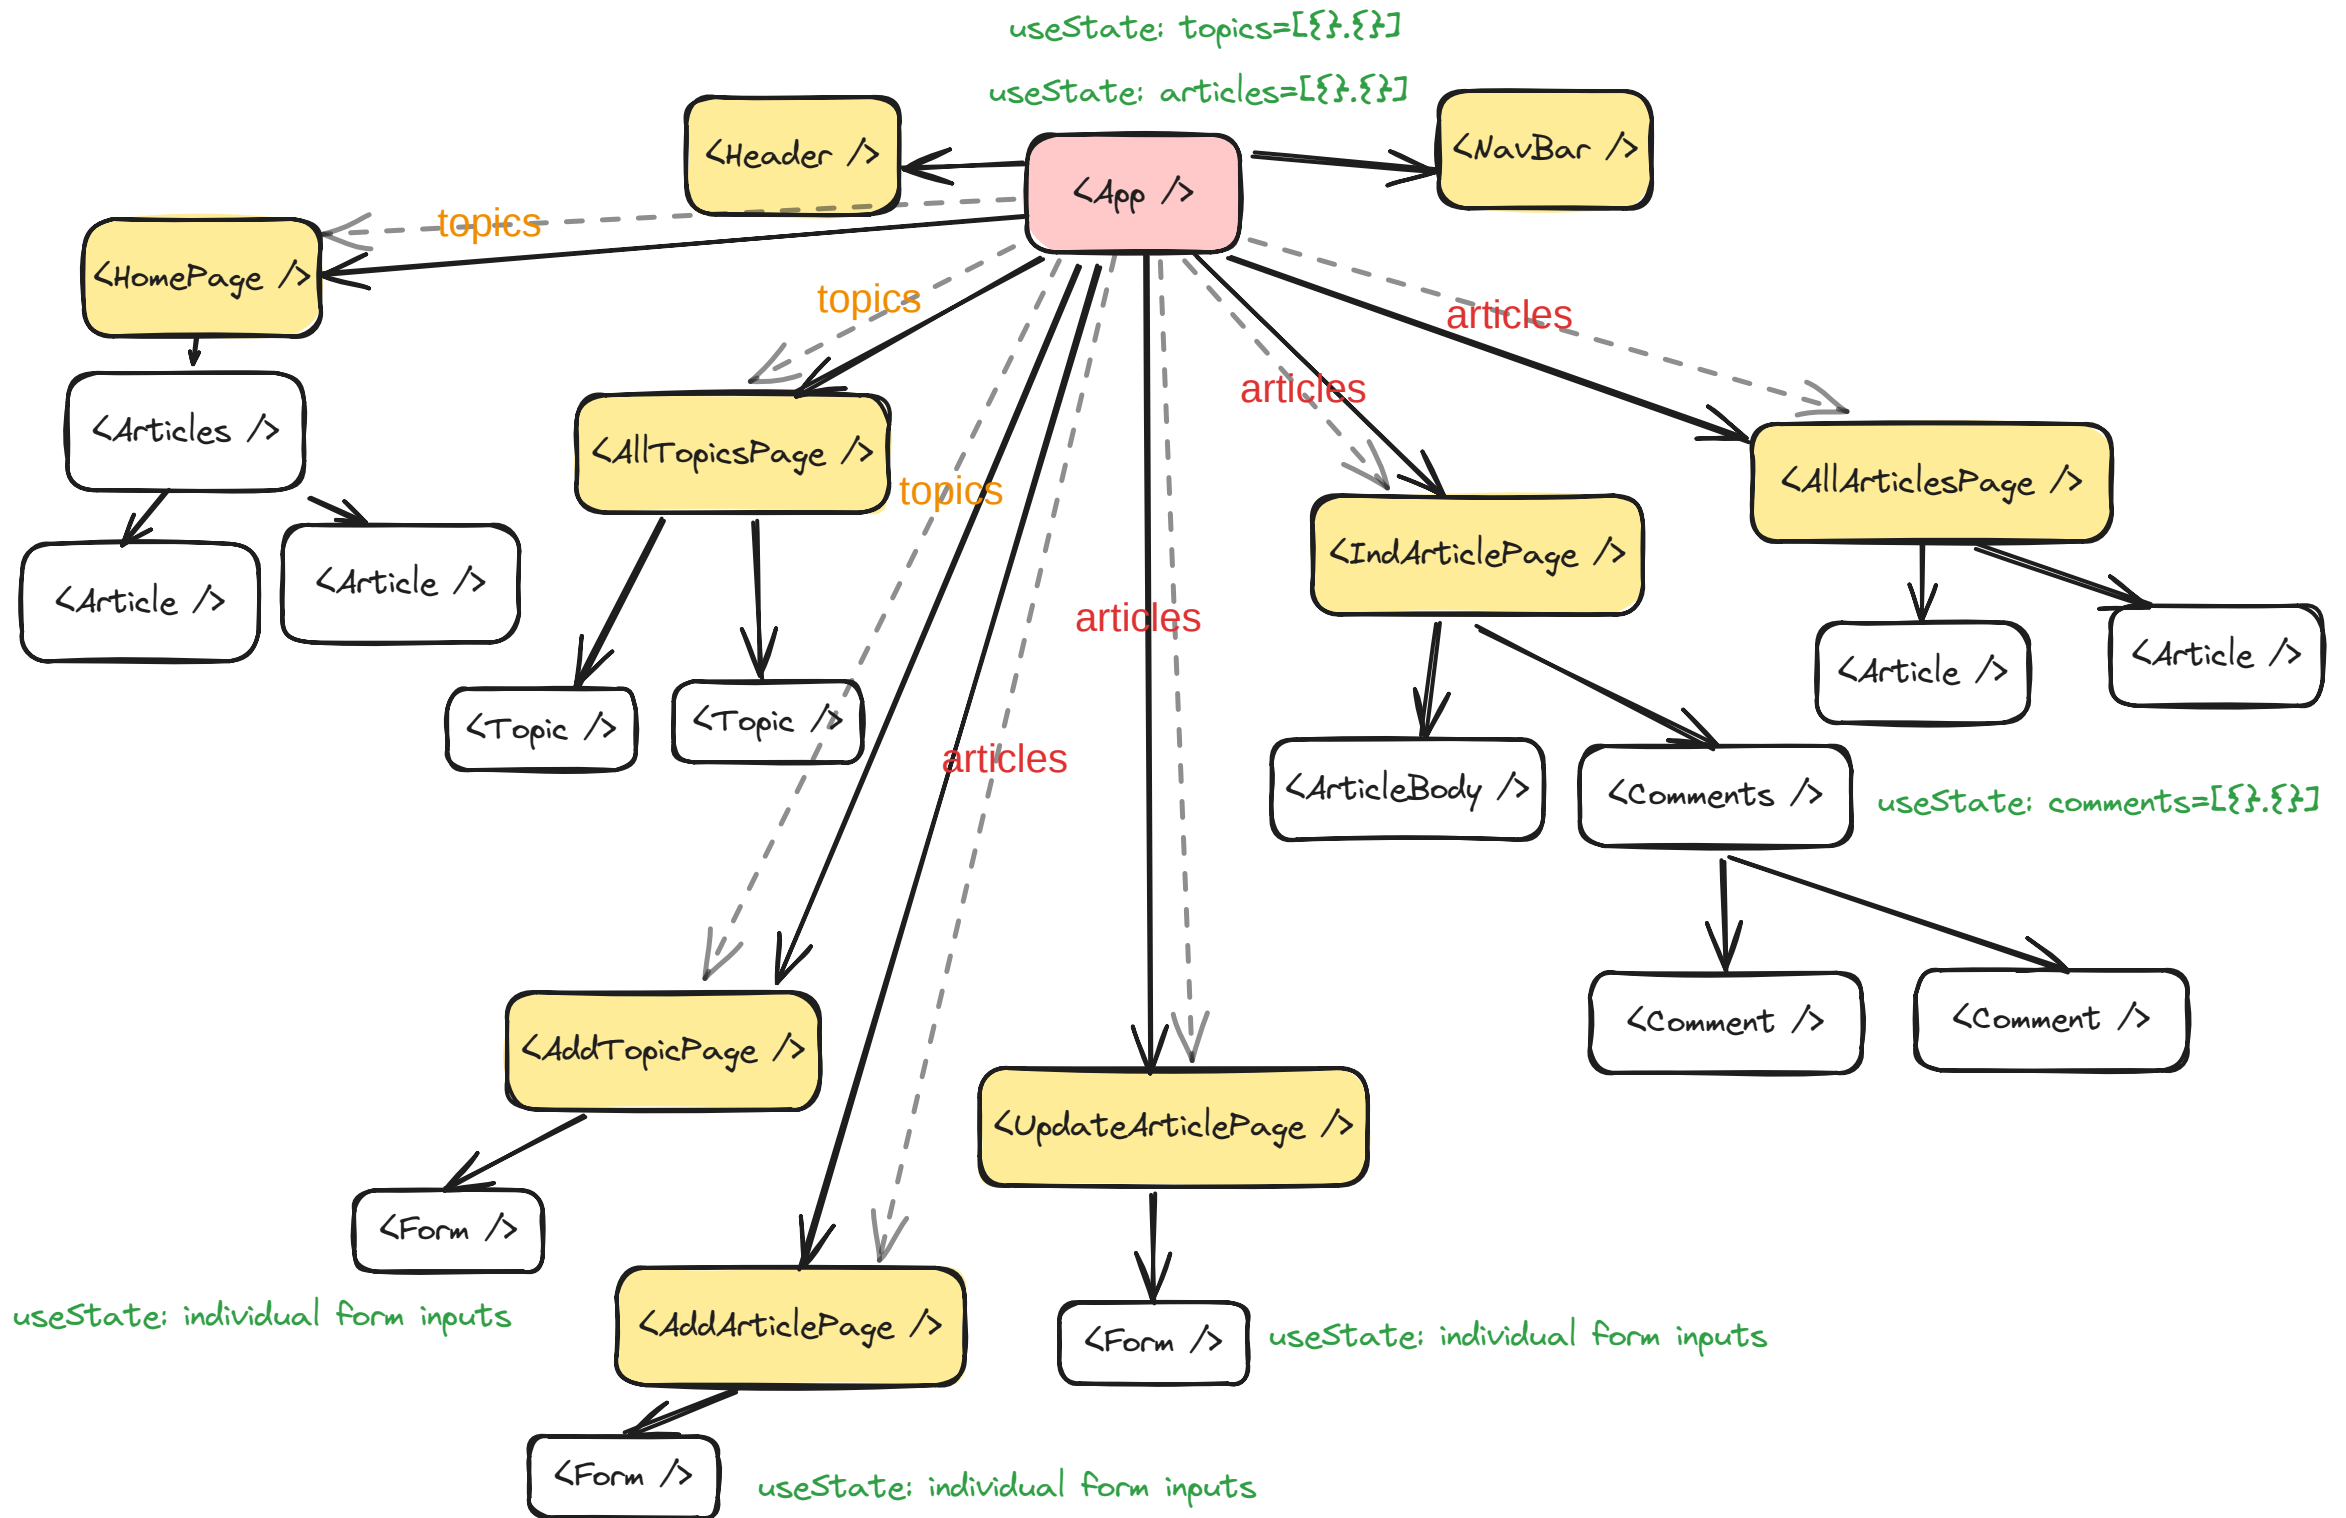 useState: topics=[{}.{}]
useState: articles=[{}.{}]
<Header />
<NavBar />
<App />
topics
<HomePage />
topics
articles
articles
<Articles />
<AllTopicsPage />
topics
<AllArticlesPage />
<IndArticlePage />
<Article />
<Article />
articles
<Article />
<Article />
<Topic />
<Topic />
articles
<ArticleBody />
<Comments />
useState: comments=[{}.{}]
<Comment />
<Comment />
<AddTopicPage />
<UpdateArticlePage />
<Form />
useState: individual form inputs
<AddArticlePage />
<Form />
useState: individual form inputs
<Form />
useState: individual form inputs